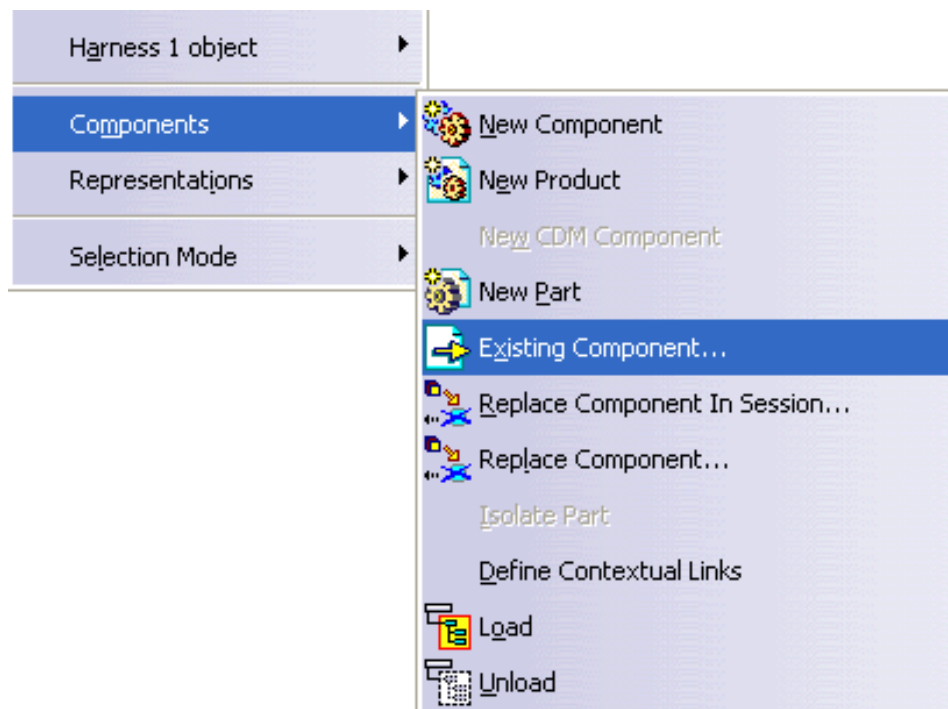 Harness 1 object
Components
Representations
Selection Mode
New Component
New Product
New CDM Component
New Part
Existing Component...
Replace Component In Session...
Replace Component...
Isolate Part
Define Contextual Links
Load
Unload